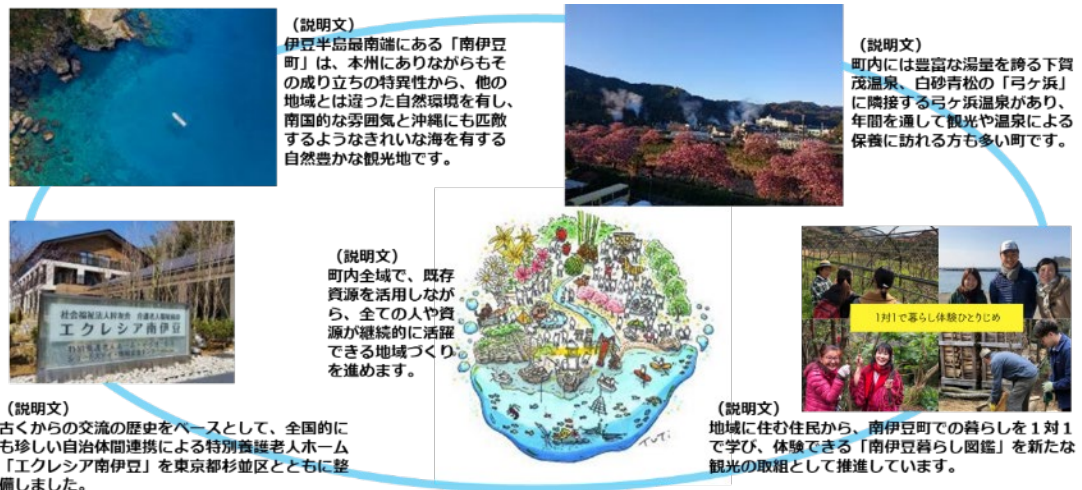 (説明文)
伊豆半島最南端にある「南伊豆
町」は、本州にありながらもそ
の成り立ちの特異性から、他の
地域とは違った自然環境を有し、
南国的な雰囲気と沖縄にも匹敵
するようなきれいな海を有する
自然豊かな観光地です。
(説明文)
町内には豊富な湯量を誇る下賀
茂温泉、白砂青松の「弓ヶ浜」
に隣接する弓ヶ浜温泉があり、
年間を通して観光や温泉による
保養に訪れる方も多い町です。
エクレシア南伊豆
(説明文)
町内全域で、既存
資源を活用しなが
ら、全ての人や資
源が継続的に活躍
できる地域づくり
を進めます。
1対1で暮らし体験ひとりじめ
(説明文)
古くからの交流の歴史をベースとして、全国的に
も珍しい自治体間連携による特別養護老人ホーム
「エクレシア南伊豆」を東京都杉並区とともに整
備しました。
TuTi
(説明文)
地域に住む住民から、南伊豆町での暮らしを1対1
で学び、体験できる「南伊豆暮らし図鑑」を新たな
観光の取組として推進しています。